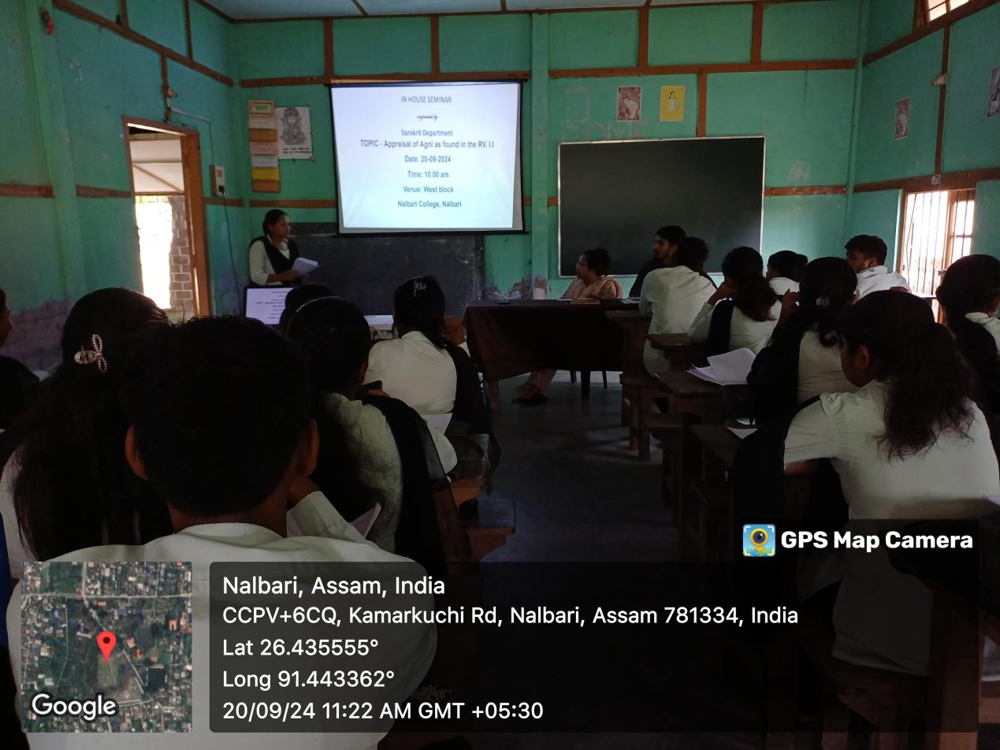 IN HOUSE SEMINAR
organised by
Sanskrit Department
TOPIC - Appraisal of Agni as found in the RV. I.I
Date: 20-09-2024
Time: 10.00 am
Venue: West block
Nalbari College, Nalbari
GPS Map Camera
Nalbari, Assam, India
CCPV+6CQ, Kamarkuchi Rd, Nalbari, Assam 781334, India
Lat 26.435555°
Long 91.443362°
20/09/24 11:22 AM GMT +05:30
Google